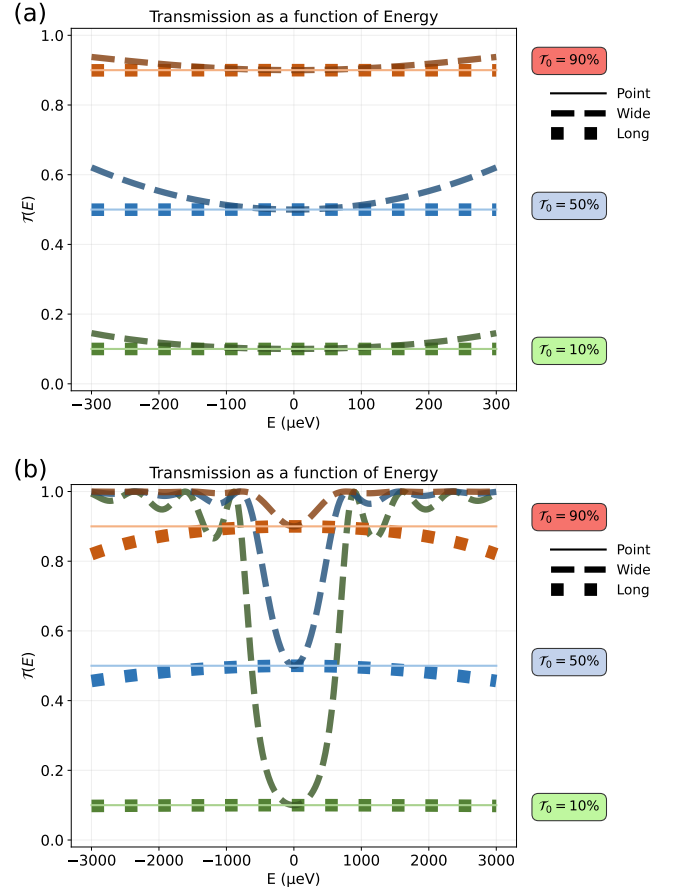 (a)
Transmission as a function of Energy
1.0
0.8
0.6
0.4
0.2
0.0
𝒯(E)
−300
−200
−100
0
100
200
300
E (μeV)
𝒯₀ = 90%
Point
Wide
Long
𝒯₀ = 50%
𝒯₀ = 10%
(b)
Transmission as a function of Energy
1.0
0.8
0.6
0.4
0.2
0.0
𝒯(E)
−3000
−2000
−1000
0
1000
2000
3000
E (μeV)
𝒯₀ = 90%
Point
Wide
Long
𝒯₀ = 50%
𝒯₀ = 10%